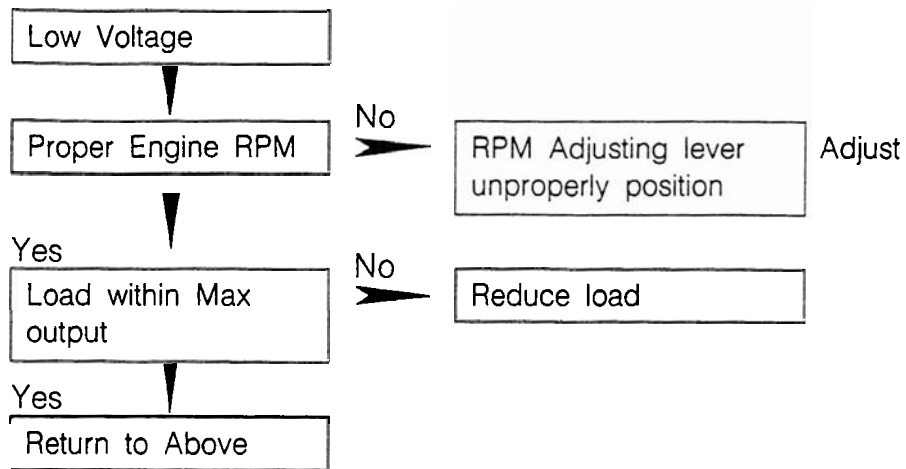 Low Voltage
Proper Engine RPM
No
RPM Adjusting lever
unproperly position
Adjust
Yes
Load within Max
output
No
Reduce load
Yes
Return to Above